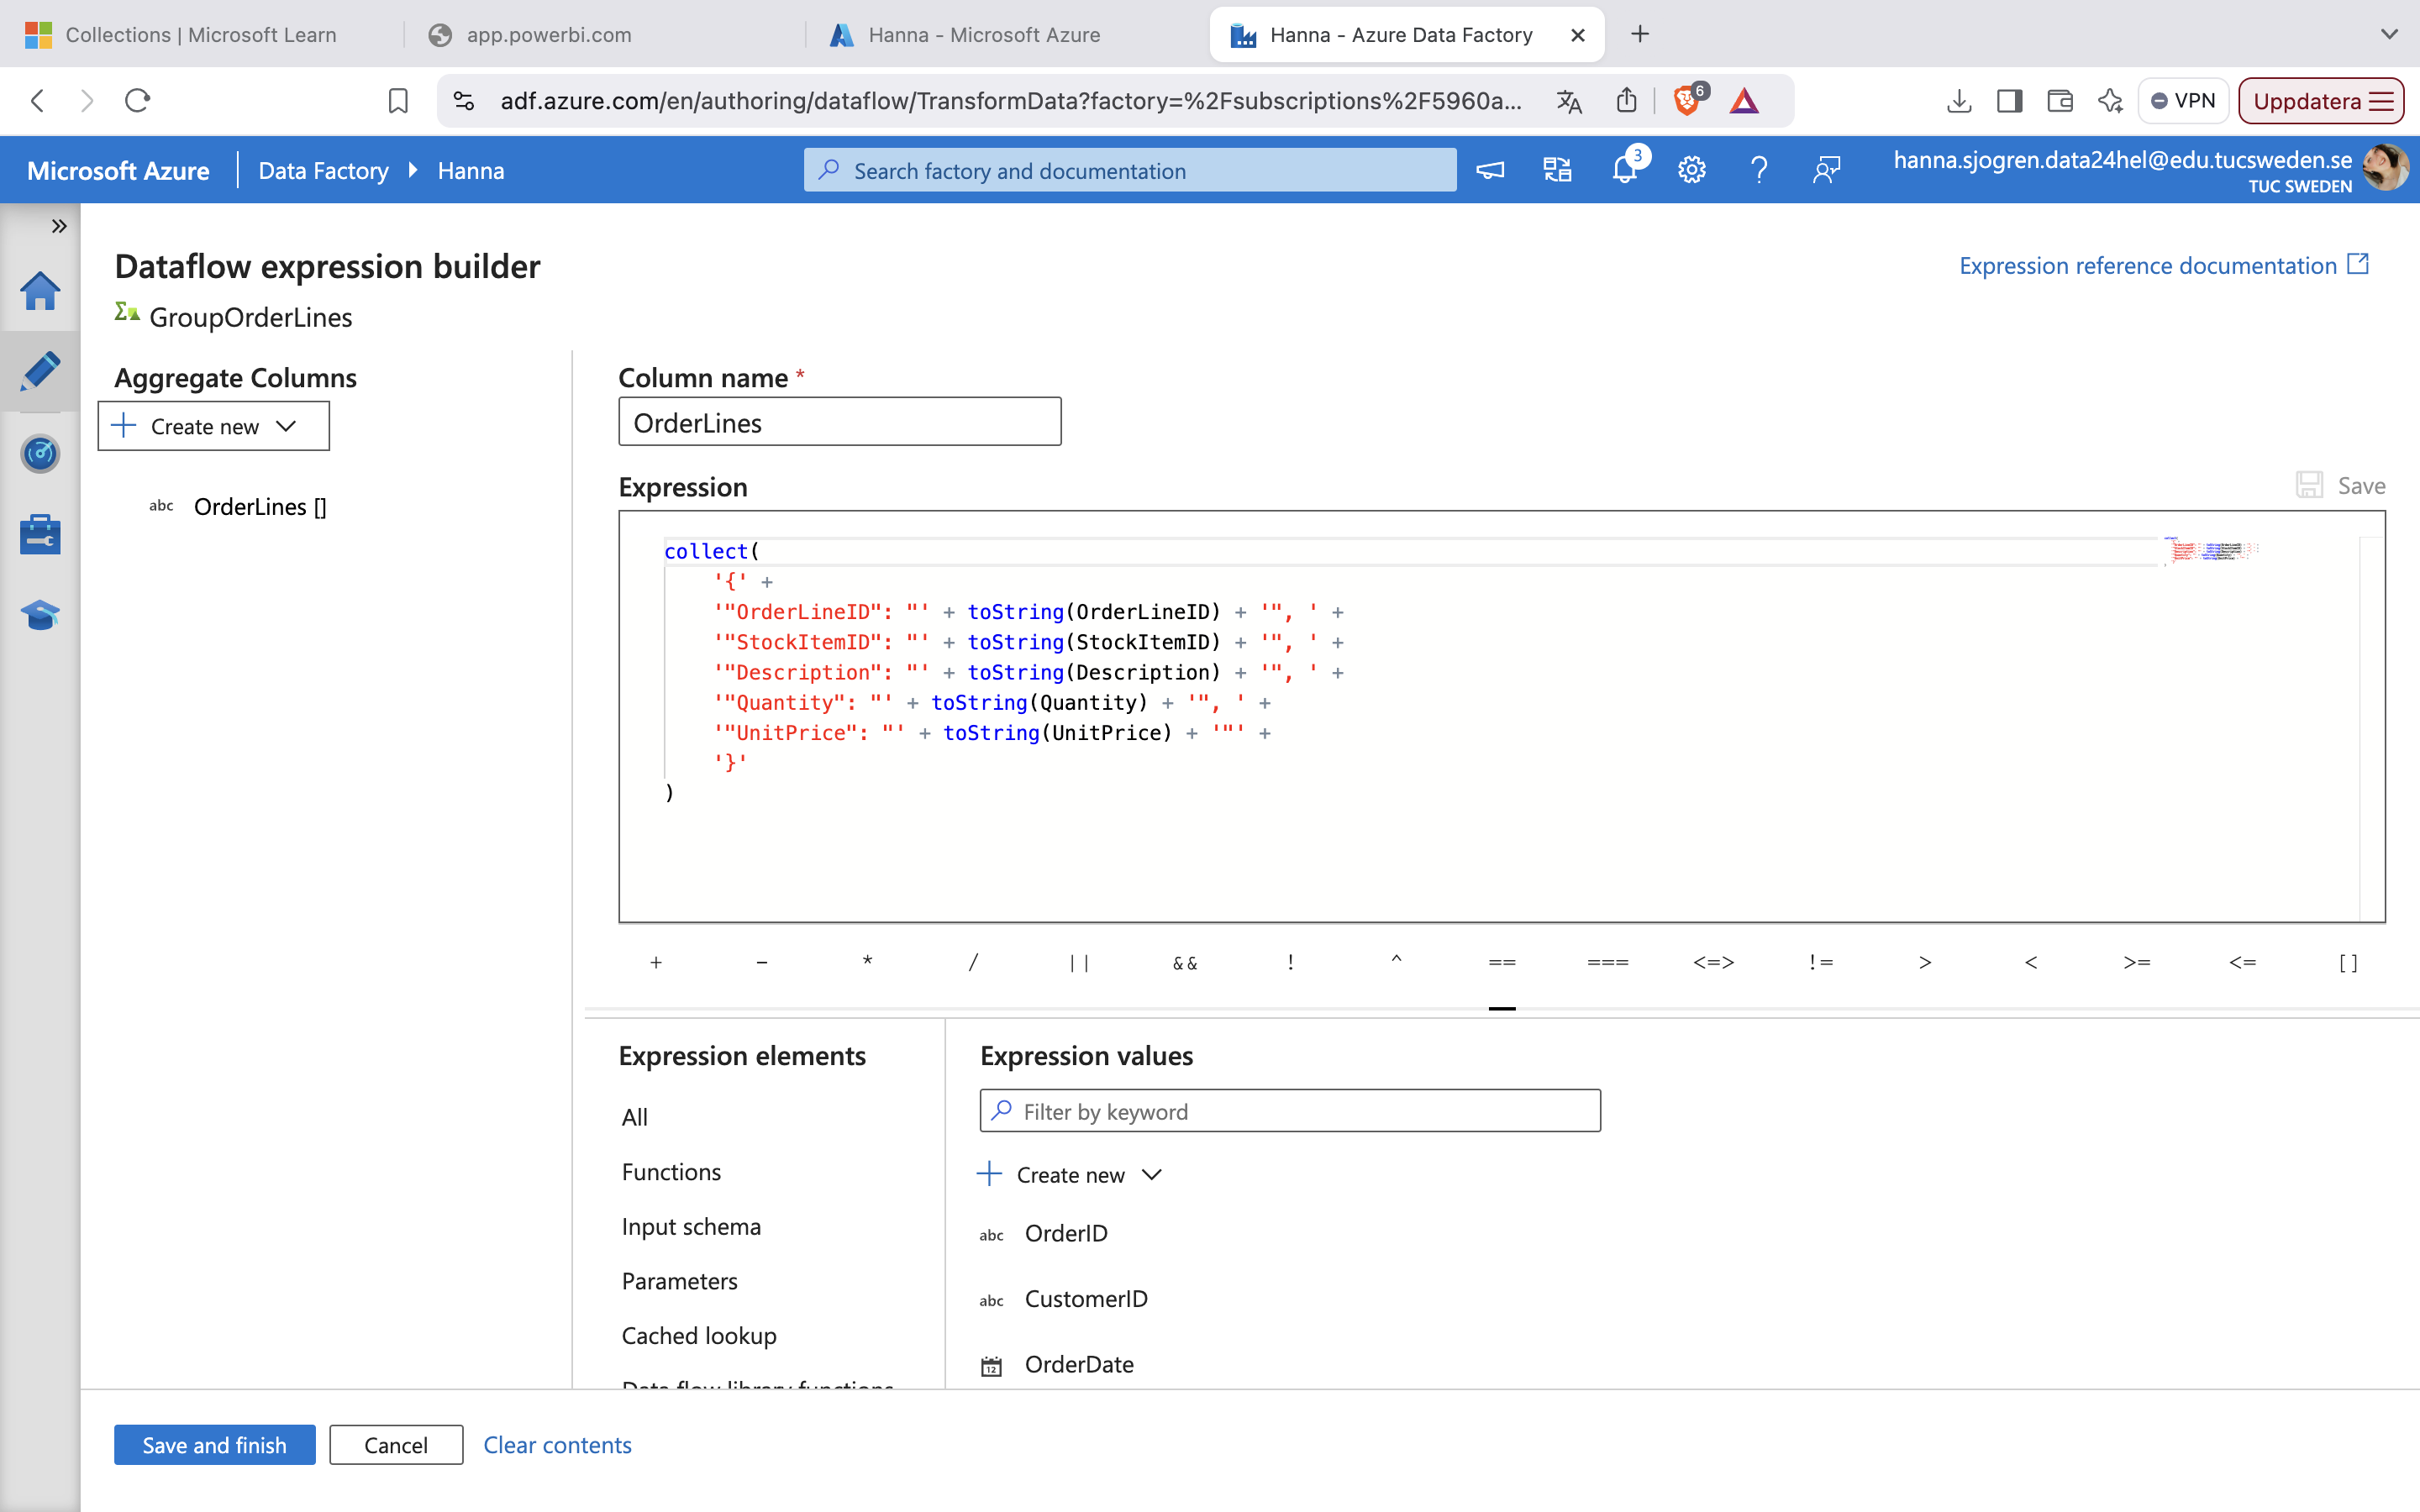 Collections | Microsoft Learn
app.powerbi.com
Hanna - Microsoft Azure
Hanna - Azure Data Factory
adf.azure.com/en/authoring/dataflow/TransformData?factory=%2Fsubscriptions%2F5960a...
6
VPN
Uppdatera
Microsoft Azure
Data Factory
Hanna
Search factory and documentation
3
hanna.sjogren.data24hel@edu.tucsweden.se
TUC SWEDEN
Dataflow expression builder
Expression reference documentation
GroupOrderLines
Aggregate Columns
Create new
abc OrderLines []
Column name *
OrderLines
Expression
Save
collect(
'{' +
'"OrderLineID": "' + toString(OrderLineID) + '", ' +
'"StockItemID": "' + toString(StockItemID) + '", ' +
'"Description": "' + toString(Description) + '", ' +
'"Quantity": "' + toString(Quantity) + '", ' +
'"UnitPrice": "' + toString(UnitPrice) + '"' +
'}'
)
+ - * / || && ! ^ == === <=> != > < >= <= []
Expression elements
All
Functions
Input schema
Parameters
Cached lookup
Data flow library functions
Expression values
Filter by keyword
Create new
abc OrderID
abc CustomerID
12 OrderDate
Save and finish
Cancel
Clear contents